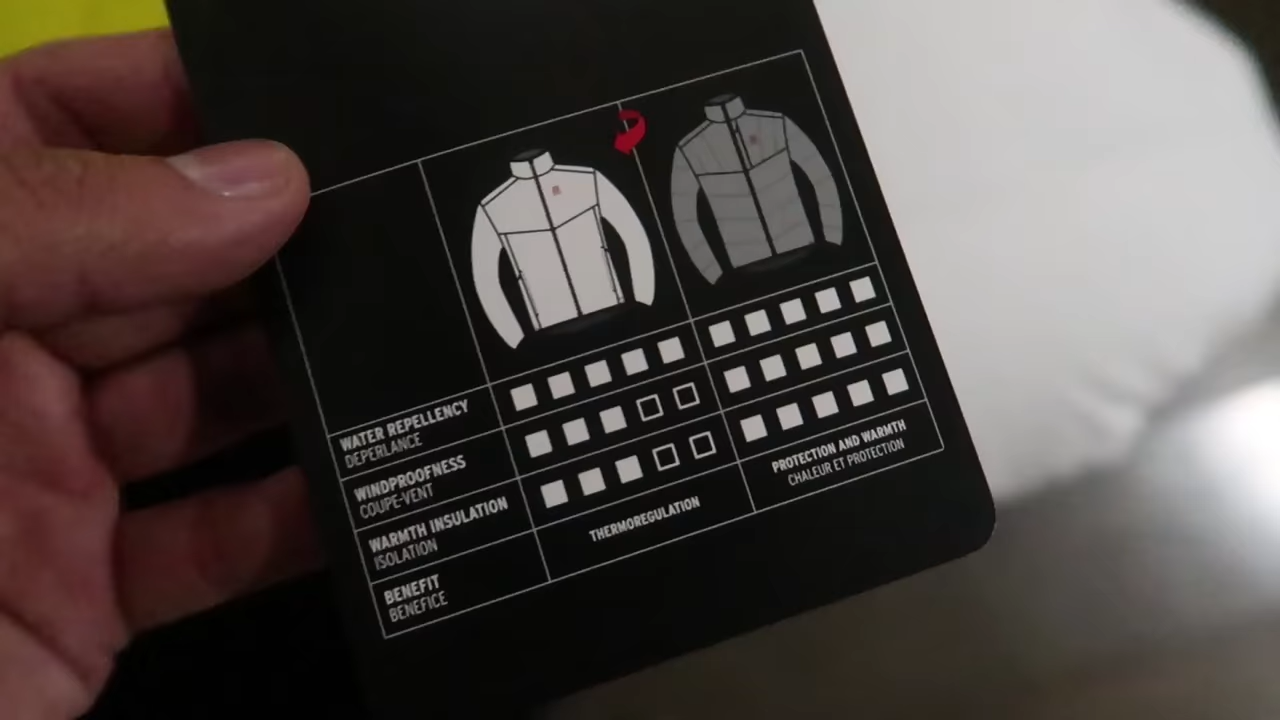 WATER REPELLENCY
DEPERLANCE
WINDPROOFNESS
COUPE-VENT
WARMTH INSULATION
ISOLATION
BENEFIT
BENEFICE
THERMOREGULATION
PROTECTION AND WARMTH
CHALEUR ET PROTECTION